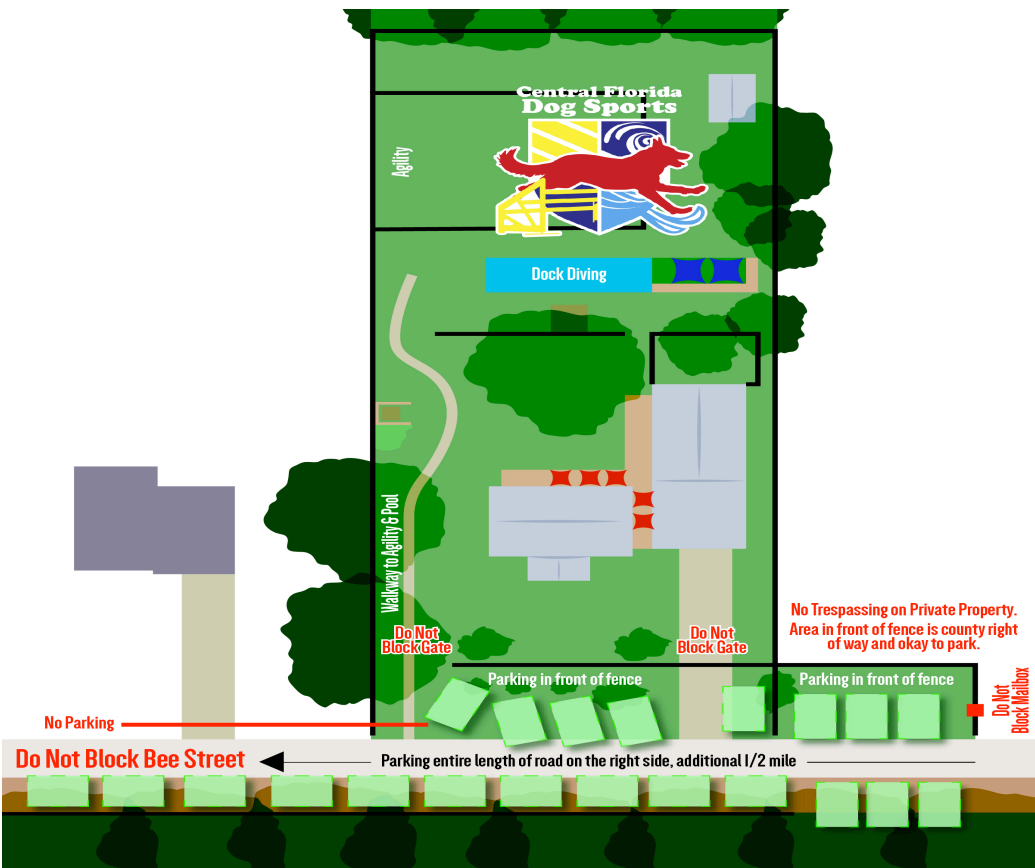 Central Florida
Dog Sports
Agility
Dock Diving
Walkway to Agility & Pool
Do Not
Block Gate
Do Not
Block Gate
No Trespassing on Private Property.
Area in front of fence is county right
of way and okay to park.
Parking in front of fence
Parking in front of fence
Do Not
Block Mailbox
No Parking
Do Not Block Bee Street
Parking entire length of road on the right side, additional 1/2 mile